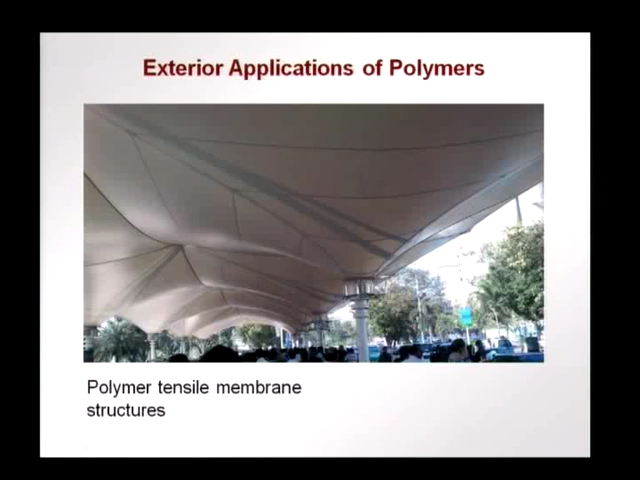 Exterior Applications of Polymers
Polymer tensile membrane
structures